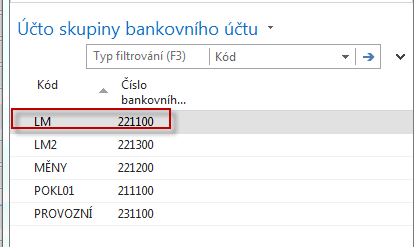 Účto skupiny bankovního účtu
Typ filtrování (F3) Kód
Kód Číslo
bankovníh...
LM 221100
LM2 221300
MĚNY 221200
POKL01 211100
PROVOZNÍ 231100